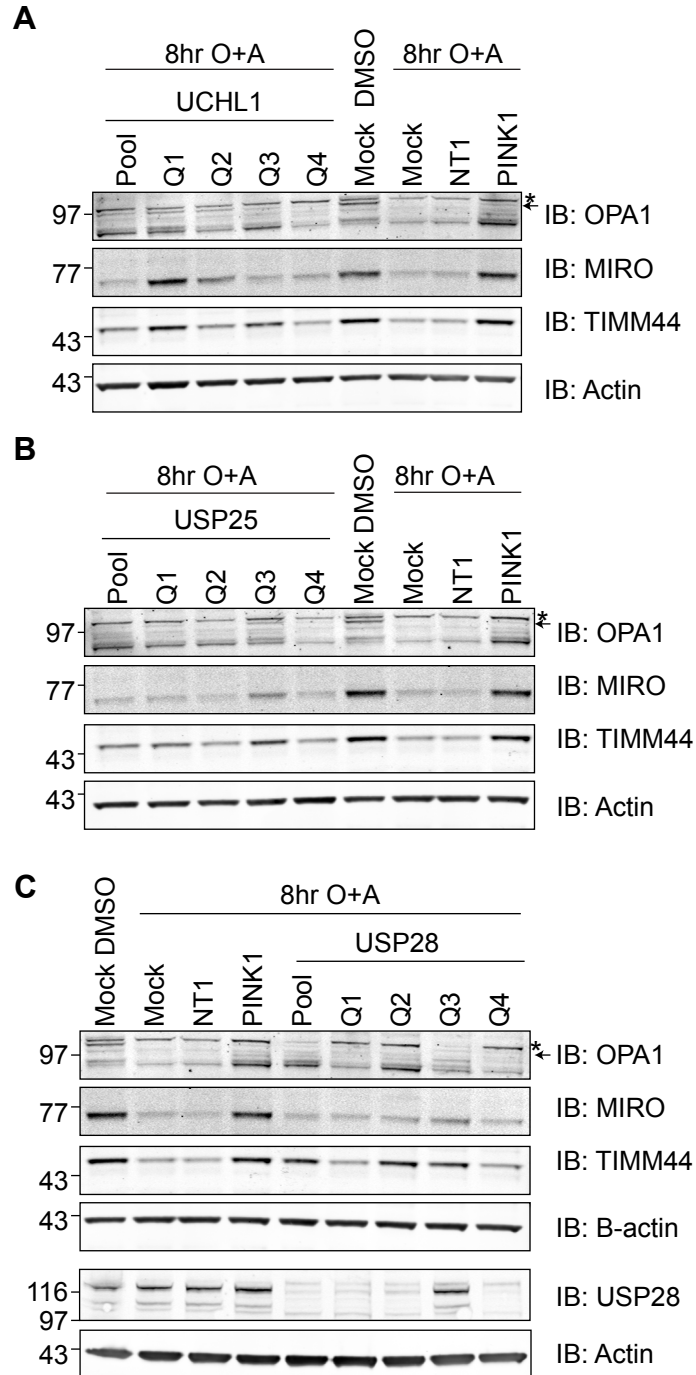 A
8hr O+A
Mock DMSO
8hr O+A
UCHL1
Pool
Q1
Q2
Q3
Q4
Mock
NT1
PINK1
*
97
IB: OPA1
77
IB: MIRO
43
IB: TIMM44
43
IB: Actin
B
8hr O+A
Mock DMSO
8hr O+A
USP25
Pool
Q1
Q2
Q3
Q4
Mock
NT1
PINK1
*
97
IB: OPA1
77
IB: MIRO
43
IB: TIMM44
43
IB: Actin
C
Mock DMSO
8hr O+A
USP28
Mock
NT1
PINK1
Pool
Q1
Q2
Q3
Q4
*
97
IB: OPA1
77
IB: MIRO
43
IB: TIMM44
43
IB: B-actin
116
IB: USP28
97
43
IB: Actin